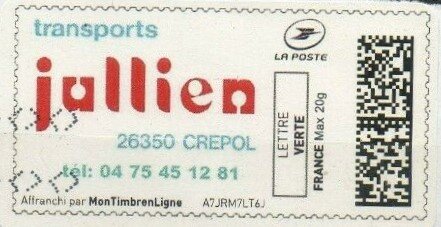 transports
jullien
26350 CREPOL
tél: 04 75 45 12 81
Affranchi par MonTimbrenLigne
A7JRM7LT6J
LA POSTE
LETTRE
VERTE
FRANCE Max 20g